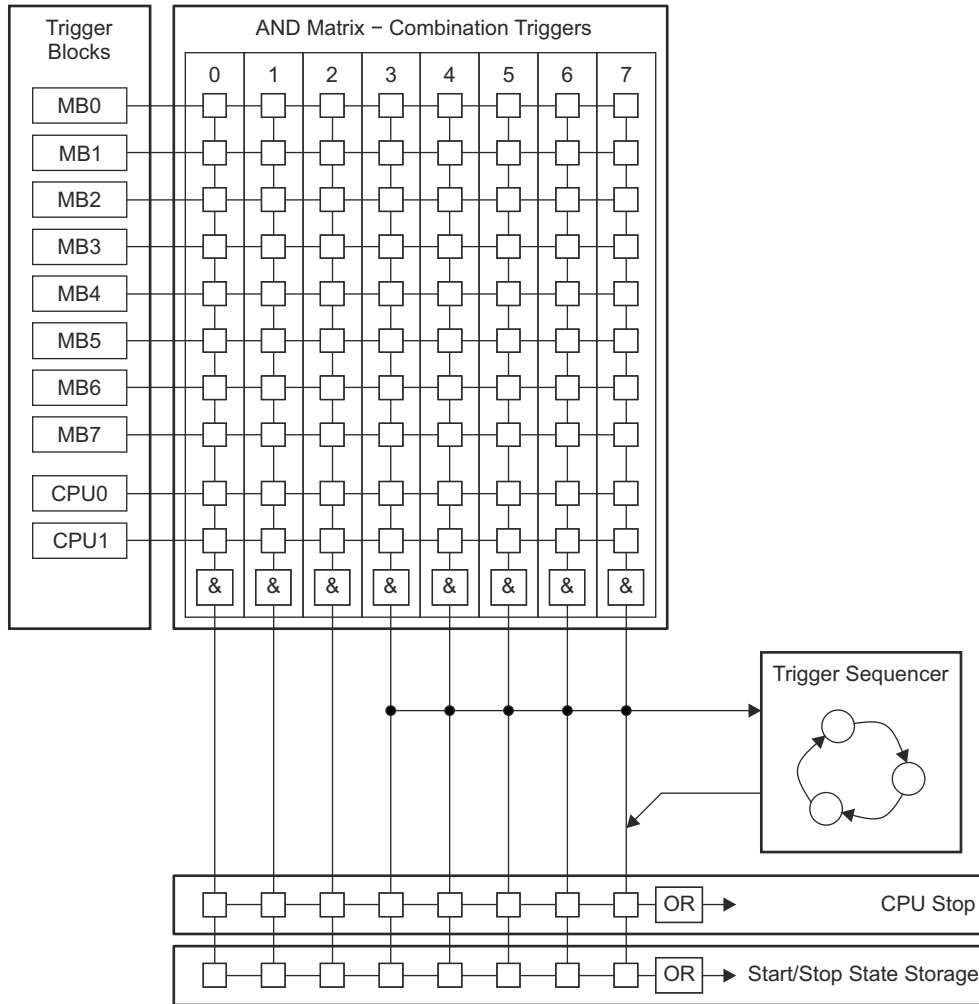 Trigger
Blocks
AND Matrix – Combination Triggers
0 1 2 3 4 5 6 7
MB0
MB1
MB2
MB3
MB4
MB5
MB6
MB7
CPU0
CPU1
& & & & & & & &
Trigger Sequencer
OR CPU Stop
OR Start/Stop State Storage